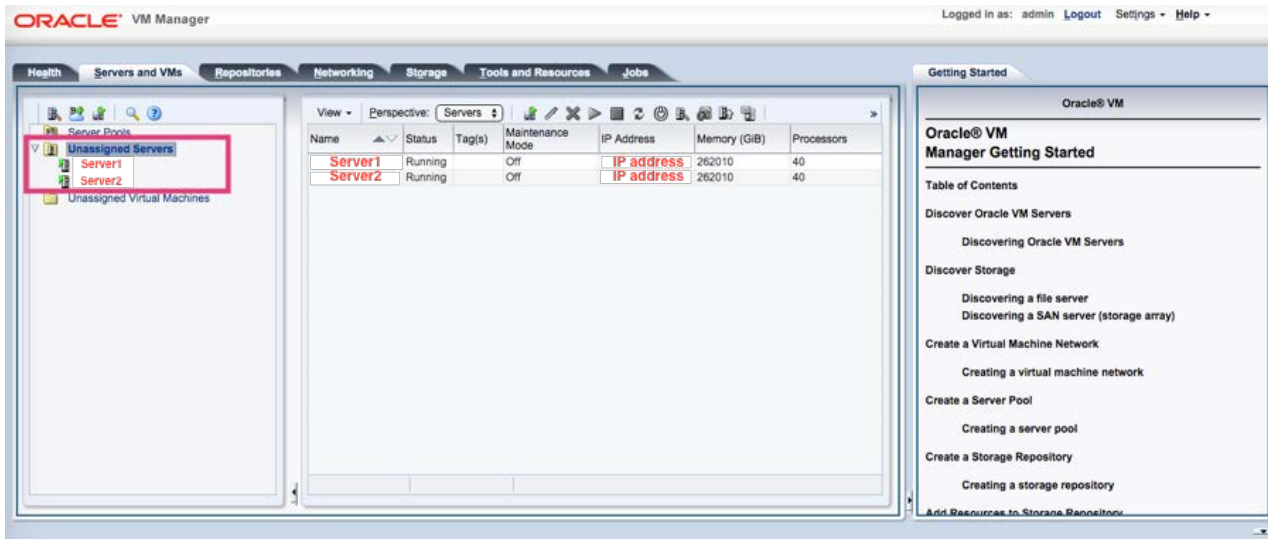 ORACLE VM Manager
Logged in as: admin Logout Settings Help
Health Servers and VMs Repositories Networking Storage Tools and Resources Jobs
Getting Started
Server Pools
Unassigned Servers
Server1
Server2
Unassigned Virtual Machines
View Perspective: Servers »
Name Status Tag(s) Maintenance Mode IP Address Memory (GiB) Processors
Server1 Running Off IP address 262010 40
Server2 Running Off IP address 262010 40
Oracle® VM
Oracle® VM
Manager Getting Started
Table of Contents
Discover Oracle VM Servers
Discovering Oracle VM Servers
Discover Storage
Discovering a file server
Discovering a SAN server (storage array)
Create a Virtual Machine Network
Creating a virtual machine network
Create a Server Pool
Creating a server pool
Create a Storage Repository
Creating a storage repository
Add Resources to Storage Repository